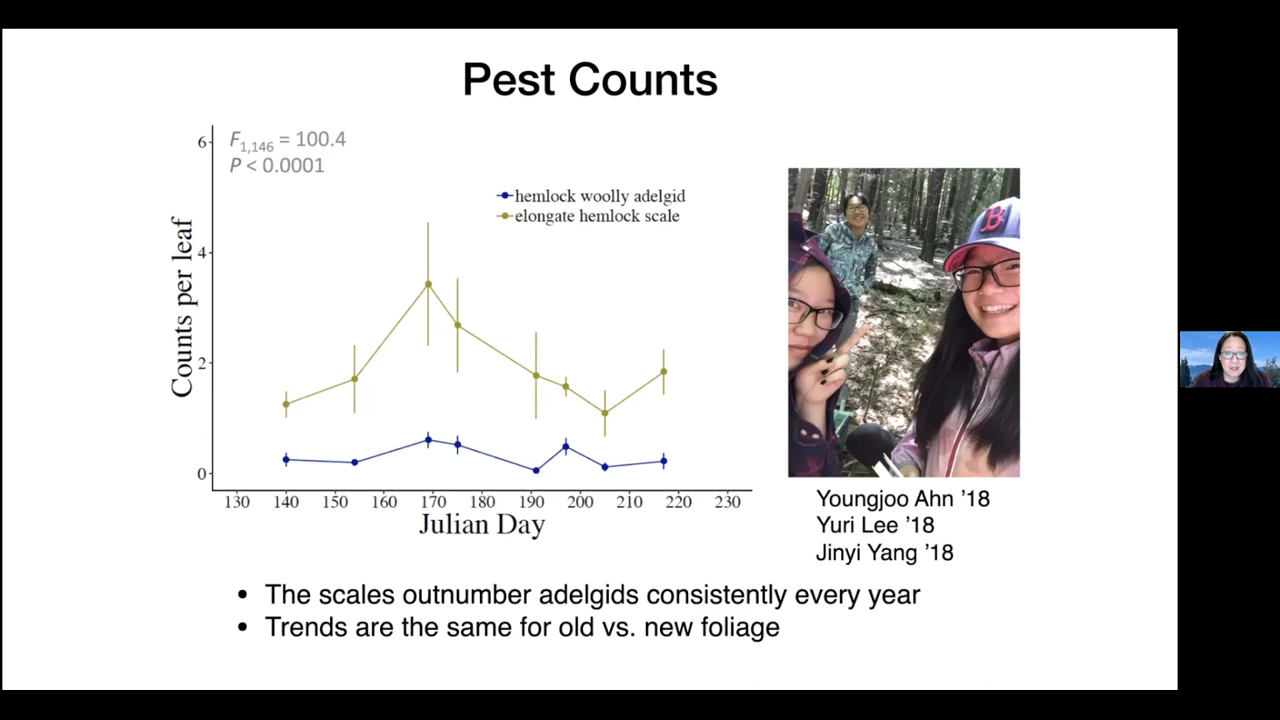 Pest Counts
F1,146 = 100.4
P < 0.0001
hemlock woolly adelgid
elongate hemlock scale
Counts per leaf
6
4
2
0
130 140 150 160 170 180 190 200 210 220 230
Julian Day
B
Youngjoo Ahn ’18
Yuri Lee ’18
Jinyi Yang ’18
• The scales outnumber adelgids consistently every year
• Trends are the same for old vs. new foliage